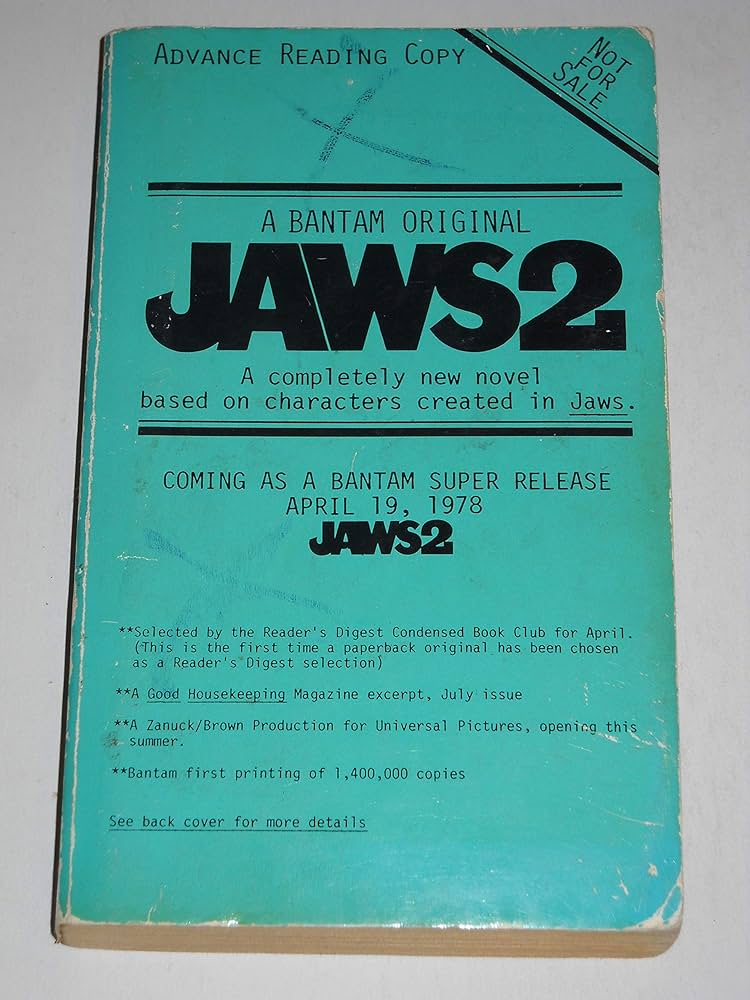 ADVANCE READING COPY
NOT
FOR
SALE
A BANTAM ORIGINAL
JAWS2
A completely new novel
based on characters created in Jaws.
COMING AS A BANTAM SUPER RELEASE
APRIL 19, 1978
JAWS2
**Selected by the Reader's Digest Condensed Book Club for April.
(This is the first time a paperback original has been chosen
as a Reader's Digest selection)
**A Good Housekeeping Magazine excerpt, July issue
**A Zanuck/Brown Production for Universal Pictures, opening this
summer.
**Bantam first printing of 1,400,000 copies
See back cover for more details